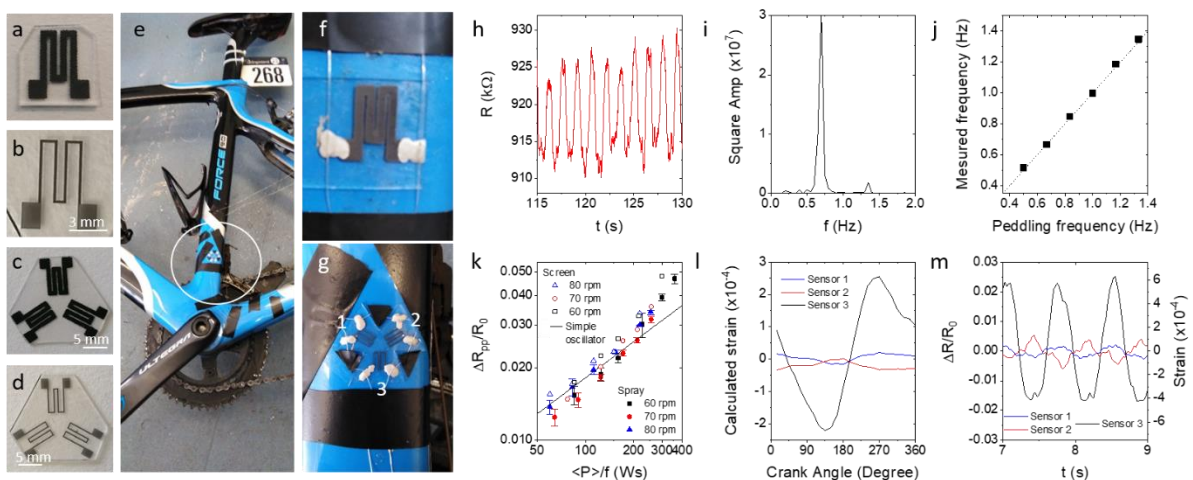 a
b
3 mm
c
5 mm
d
5 mm
e
268
FORCE
ULTEGRA
f
g
1
2
3
h
R (kΩ)
930
925
920
915
910
115
120
125
130
t (s)
i
Square Amp (x10⁷)
3
2
1
0
0.0
0.5
1.0
1.5
2.0
f (Hz)
j
Mesured frequency (Hz)
1.4
1.2
1.0
0.8
0.6
0.4
0.4
0.6
0.8
1.0
1.2
1.4
Peddling frequency (Hz)
k
ΔRpp/R0
0.050
0.040
0.030
0.020
0.010
Screen
80 rpm
70 rpm
60 rpm
Simple
oscillator
Spray
60 rpm
70 rpm
80 rpm
50
100
200
300 400
<P>/f (Ws)
l
Calculated strain (x10⁻⁴)
3
2
1
0
-1
-2
Sensor 1
Sensor 2
Sensor 3
0
90
180
270
360
Crank Angle (Degree)
m
ΔR/R0
0.03
0.02
0.01
0.00
-0.01
-0.02
-0.03
Sensor 1
Sensor 2
Sensor 3
7
8
9
t (s)
6
4
2
0
-2
-4
-6
Strain (x10⁻⁴)